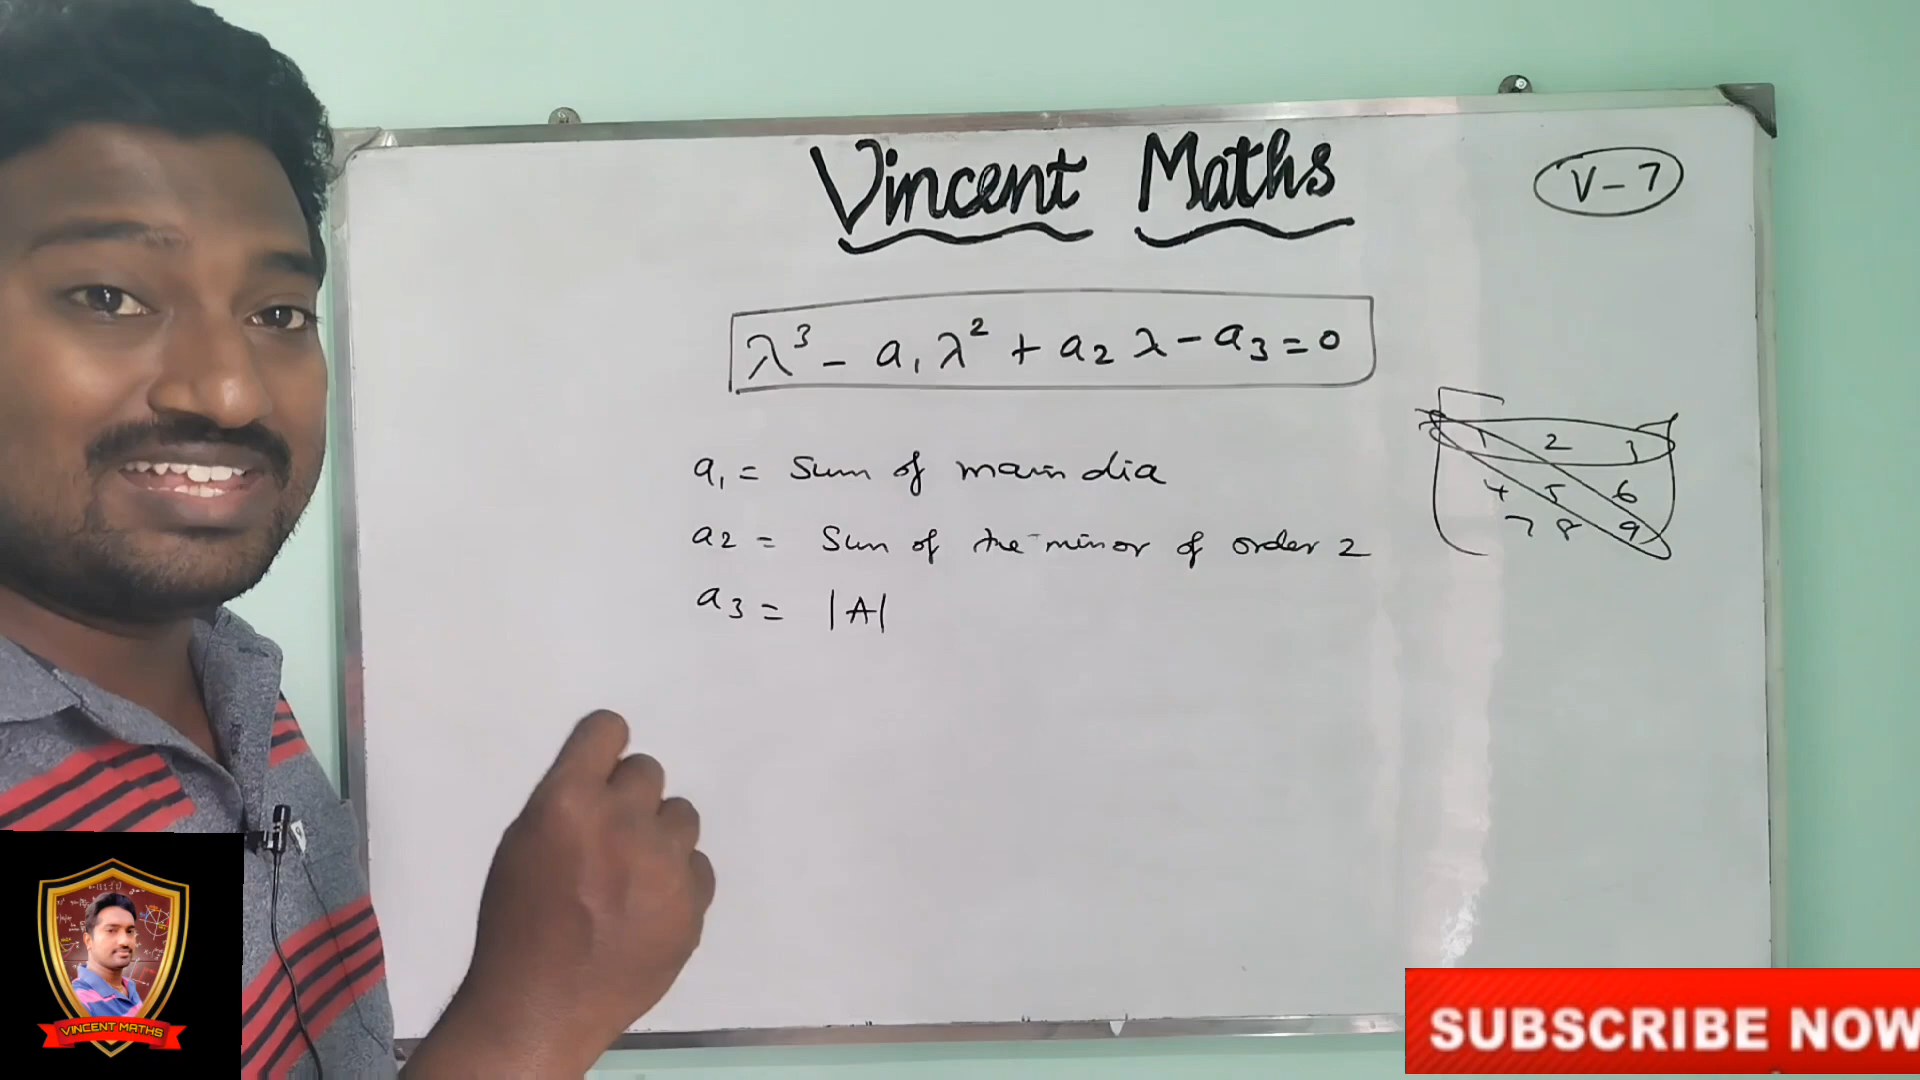 Vincent Maths
V-7
λ³ - a₁λ² + a₂λ - a₃ = 0
a₁ = Sum of main dia
a₂ = Sum of the minor of order 2
a₃ = |A|
1 2 3
4 5 6
7 8 9
VINCENT MATHS
SUBSCRIBE NOW